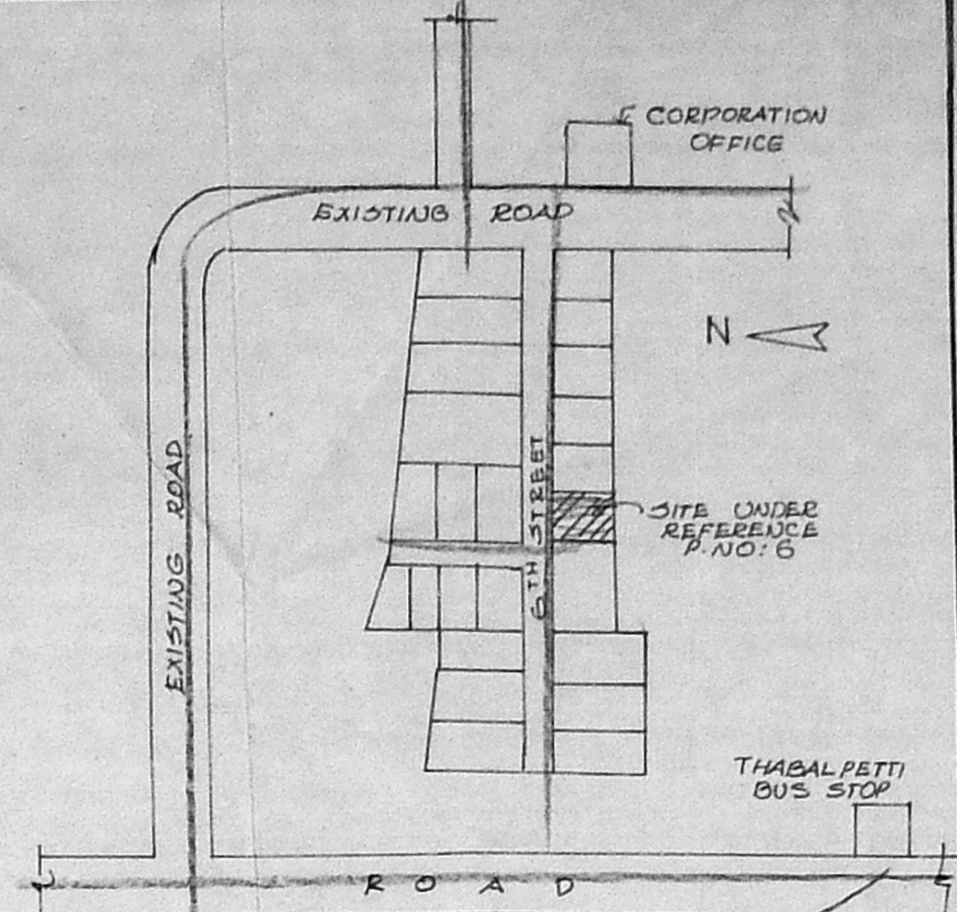 CORPORATION
OFFICE
EXISTING ROAD
N
EXISTING ROAD
6TH STREET
SITE UNDER
REFERENCE
P.NO: 6
THABALPETTI
BUS STOP
ROAD